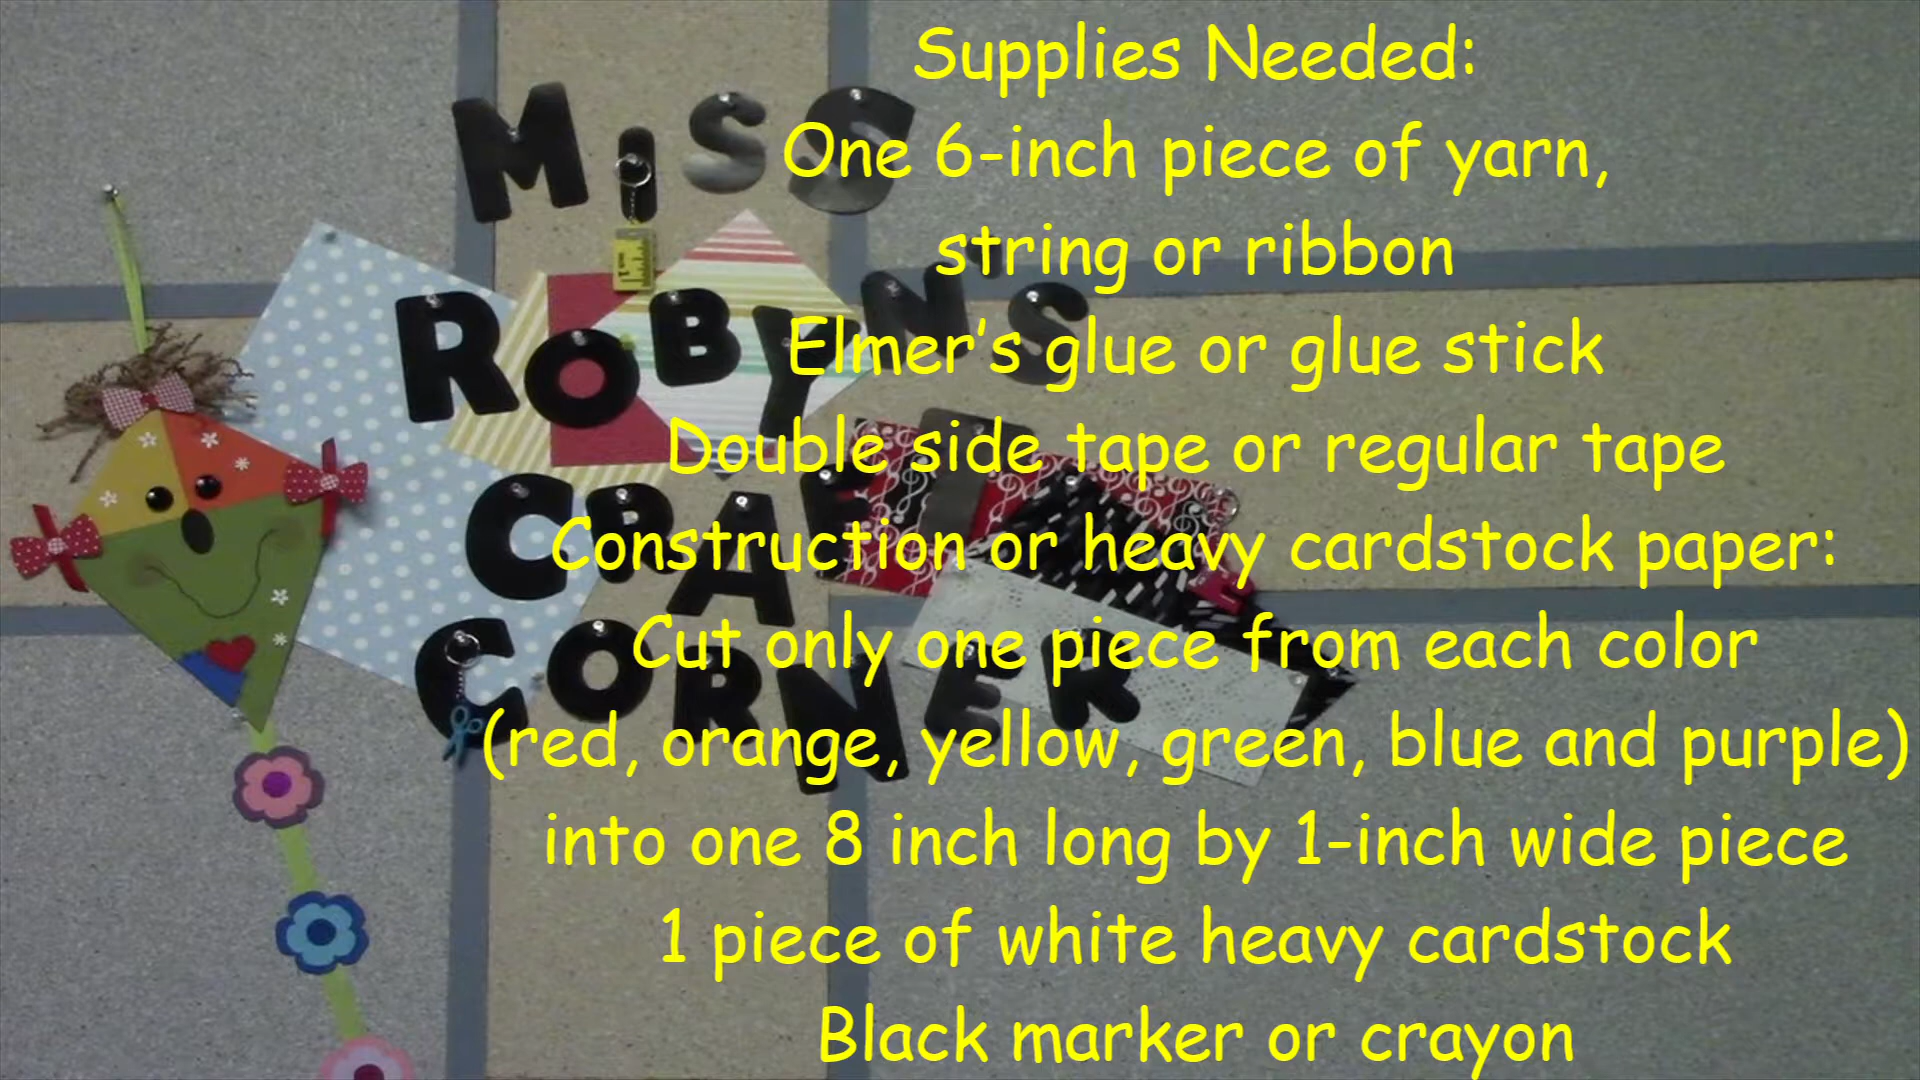 Supplies Needed:
One 6-inch piece of yarn,
string or ribbon
Elmer’s glue or glue stick
Double side tape or regular tape
Construction or heavy cardstock paper:
Cut only one piece from each color
(red, orange, yellow, green, blue and purple)
into one 8 inch long by 1-inch wide piece
1 piece of white heavy cardstock
Black marker or crayon
MiSS
ROBYN'S
CRAFT
CORNER